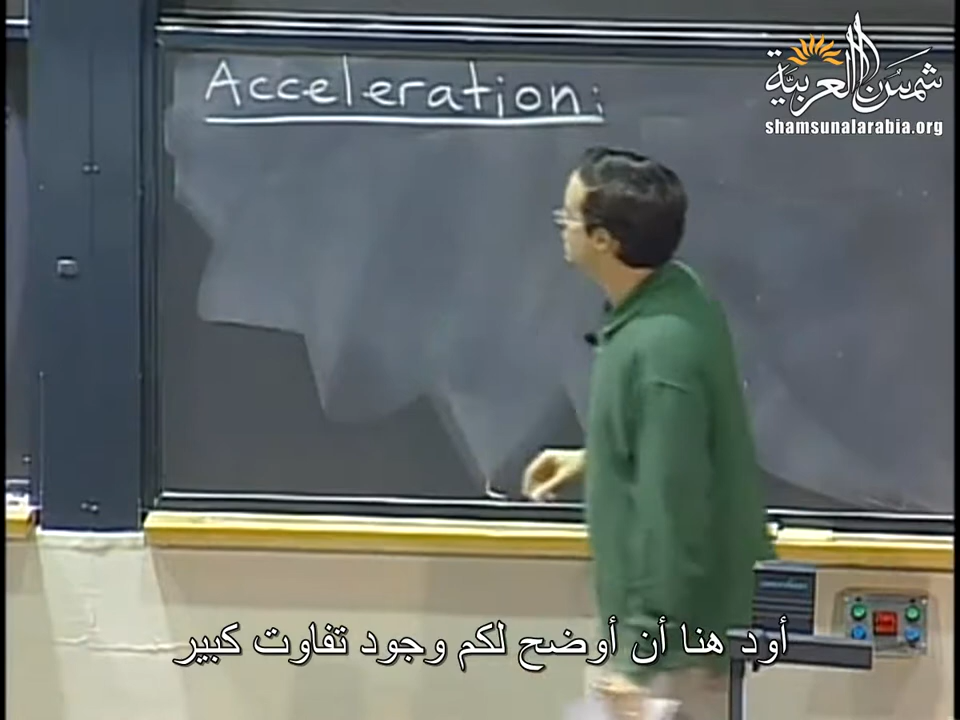 Acceleration:
شمس العربية
shamsunalarabia.org
أود هنا أن أوضح لكم وجود تفاوت كبير